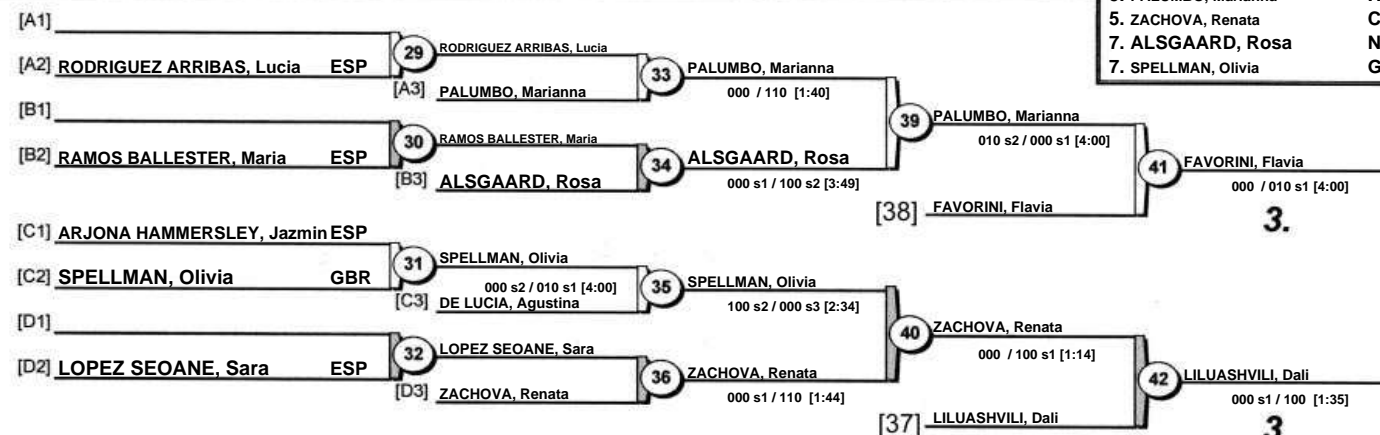 5. ZACHOVA, Renata C
7. ALSGAARD, Rosa N
7. SPELLMAN, Olivia G
[A1]
[A2] RODRIGUEZ ARRIBAS, Lucia ESP
29
RODRIGUEZ ARRIBAS, Lucia
[A3] PALUMBO, Marianna
33
PALUMBO, Marianna
000 / 110 [1:40]
[B1]
[B2] RAMOS BALLESTER, Maria ESP
30
RAMOS BALLESTER, Maria
[B3] ALSGAARD, Rosa
34
ALSGAARD, Rosa
000 s1 / 100 s2 [3:49]
39
PALUMBO, Marianna
010 s2 / 000 s1 [4:00]
[38] FAVORINI, Flavia
41
FAVORINI, Flavia
000 / 010 s1 [4:00]
3.
[C1] ARJONA HAMMERSLEY, Jazmin ESP
[C2] SPELLMAN, Olivia GBR
31
SPELLMAN, Olivia
000 s2 / 010 s1 [4:00]
[C3] DE LUCIA, Agustina
35
SPELLMAN, Olivia
100 s2 / 000 s3 [2:34]
[D1]
[D2] LOPEZ SEOANE, Sara ESP
32
LOPEZ SEOANE, Sara
[D3] ZACHOVA, Renata
36
ZACHOVA, Renata
000 s1 / 110 [1:44]
40
ZACHOVA, Renata
000 / 100 s1 [1:14]
[37] LILUASHVILI, Dali
42
LILUASHVILI, Dali
000 s1 / 100 [1:35]
3